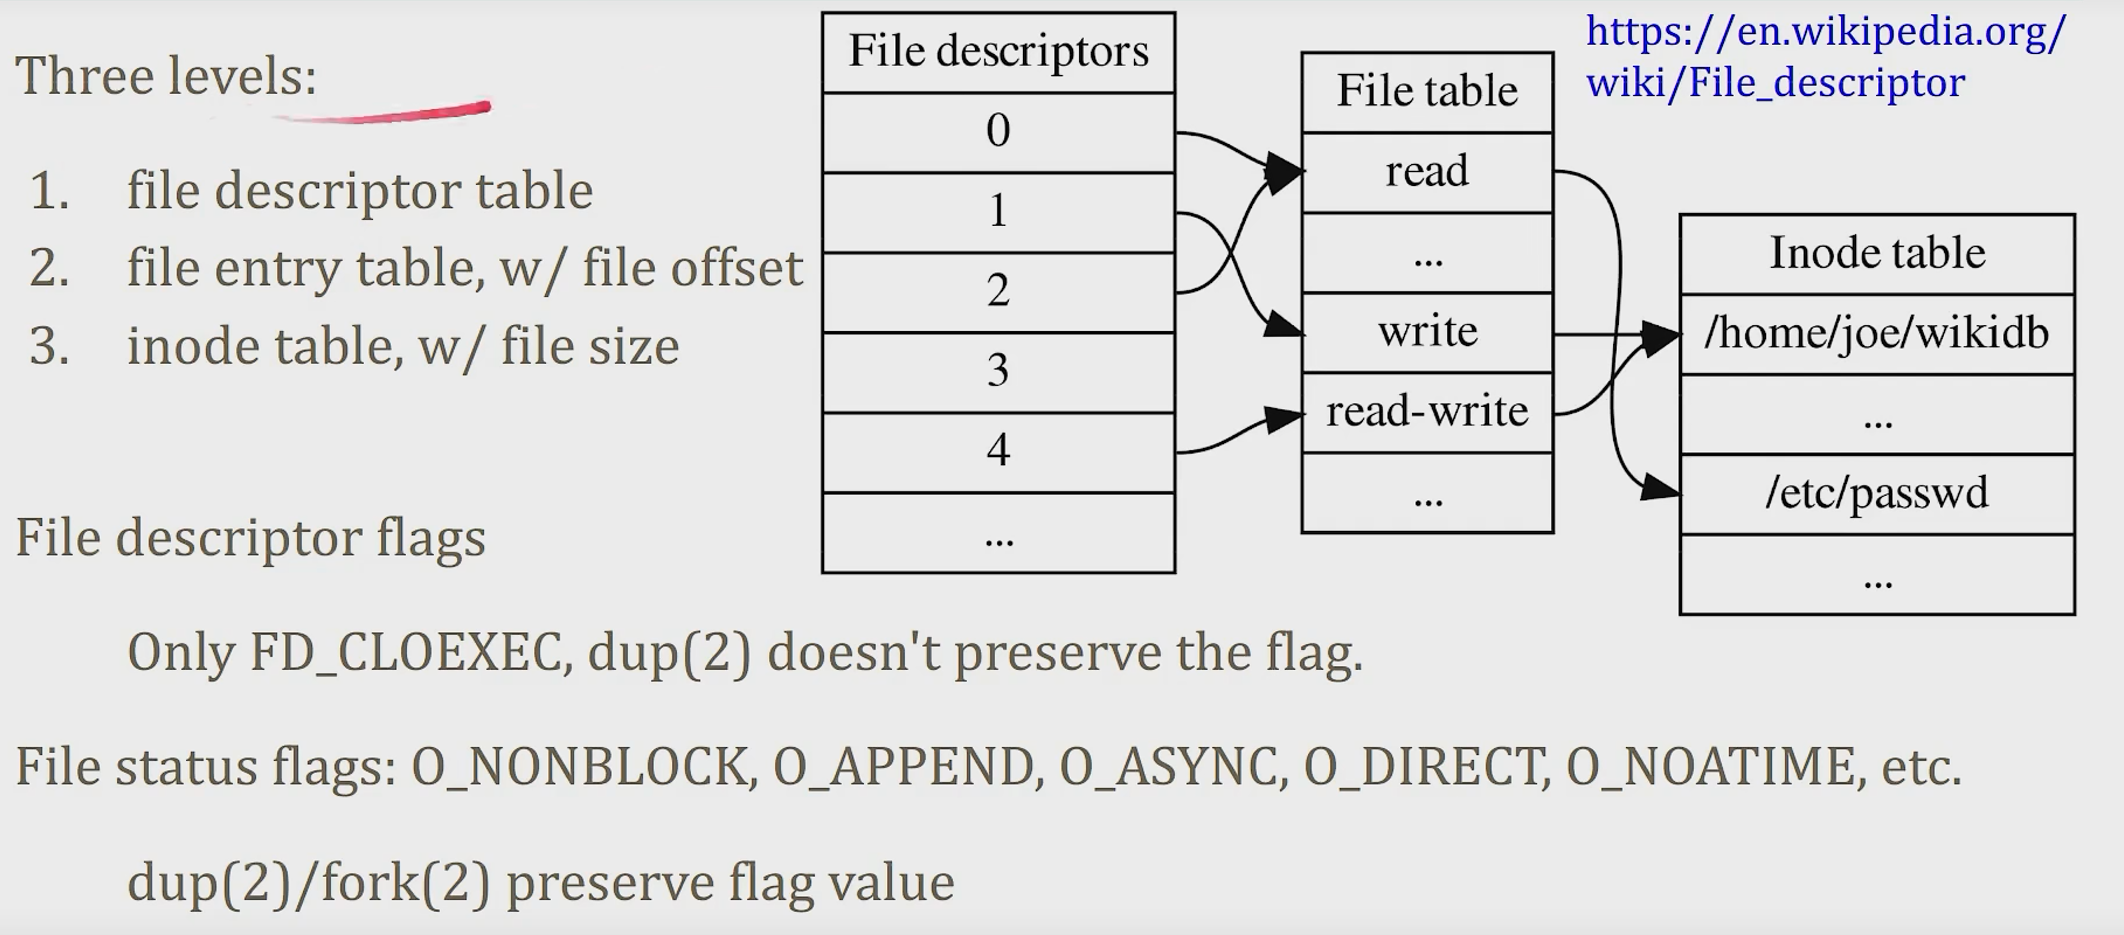 Three levels:
1. file descriptor table
2. file entry table, w/ file offset
3. inode table, w/ file size
File descriptors
0
1
2
3
4
...
File table
read
...
write
read-write
...
https://en.wikipedia.org/
wiki/File_descriptor
Inode table
/home/joe/wikidb
...
/etc/passwd
...
File descriptor flags
Only FD_CLOEXEC, dup(2) doesn't preserve the flag.
File status flags: O_NONBLOCK, O_APPEND, O_ASYNC, O_DIRECT, O_NOATIME, etc.
dup(2)/fork(2) preserve flag value